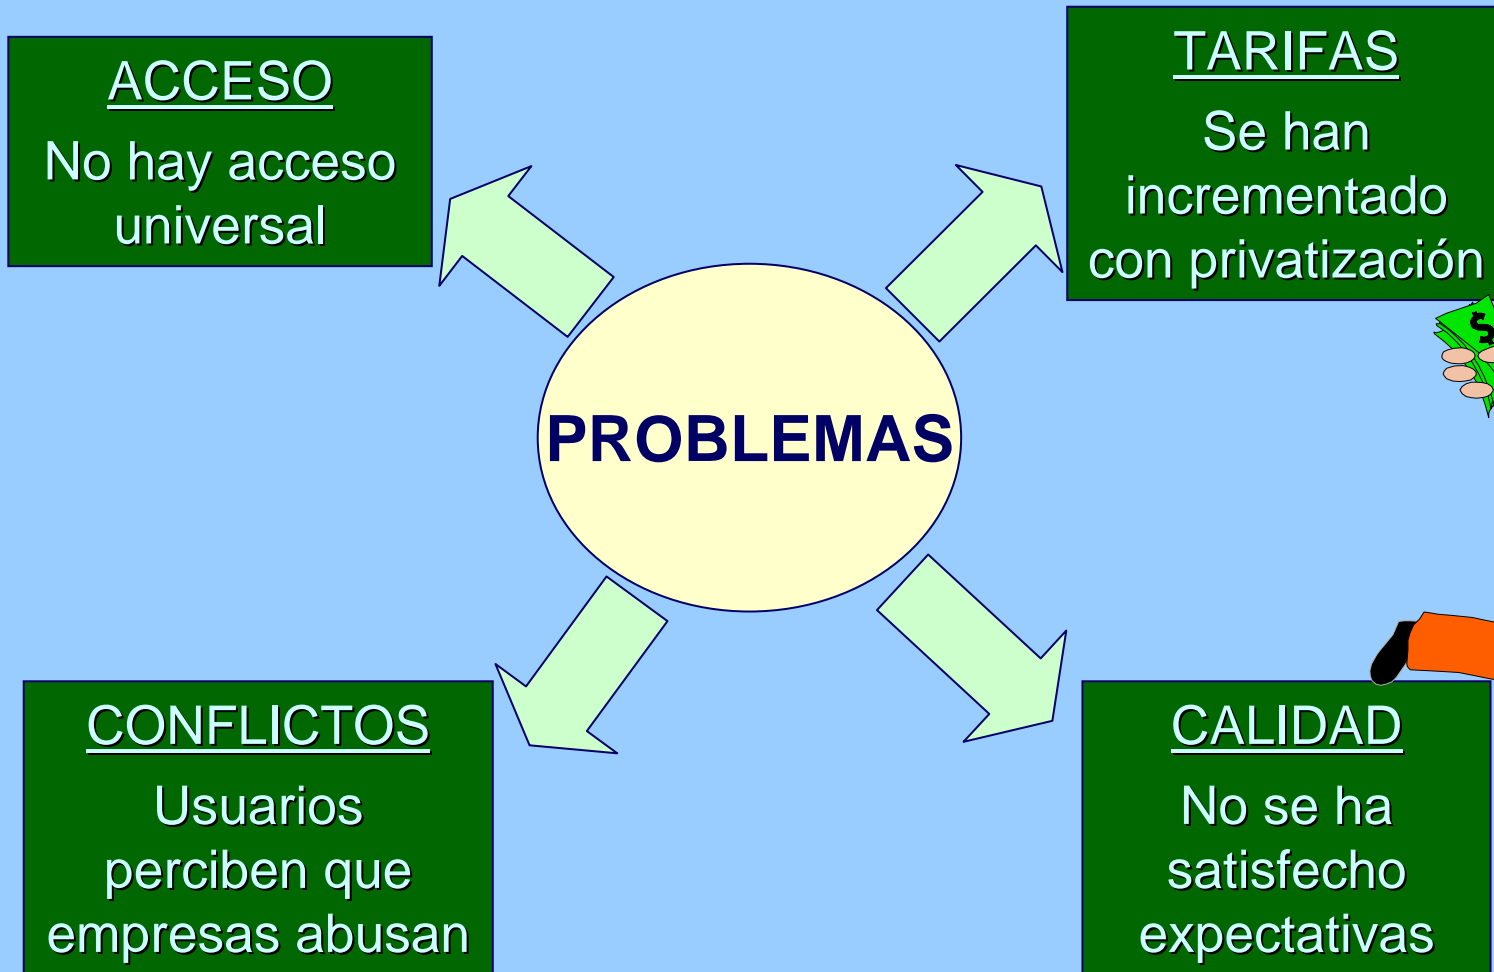 ACCESO
No hay acceso
universal
TARIFAS
Se han
incrementado
con privatización
$
PROBLEMAS
CONFLICTOS
Usuarios
perciben que
empresas abusan
CALIDAD
No se ha
satisfecho
expectativas